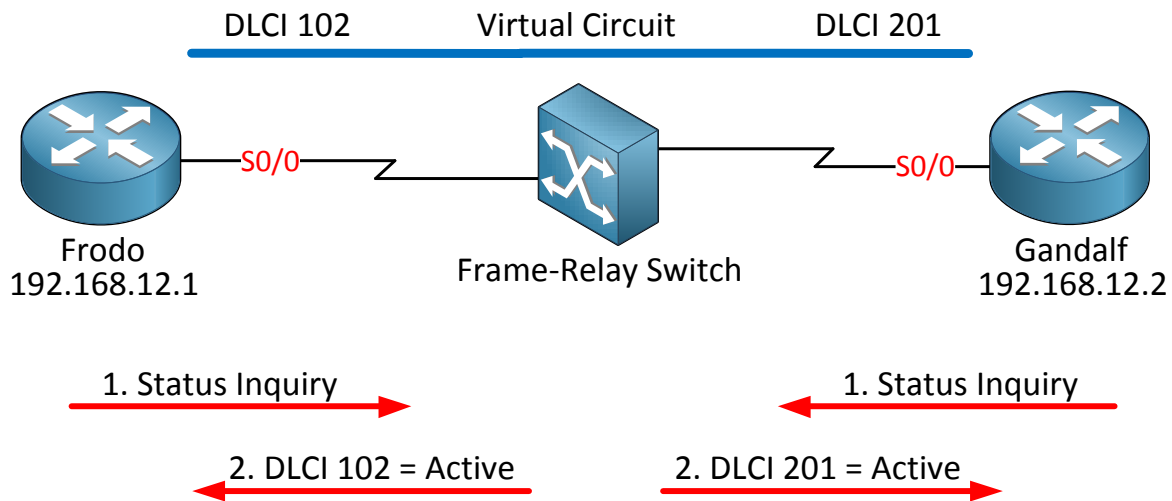 DLCI 102 Virtual Circuit DLCI 201
S0/0
S0/0
Frodo
192.168.12.1
Frame-Relay Switch
Gandalf
192.168.12.2
1. Status Inquiry
1. Status Inquiry
2. DLCI 102 = Active
2. DLCI 201 = Active